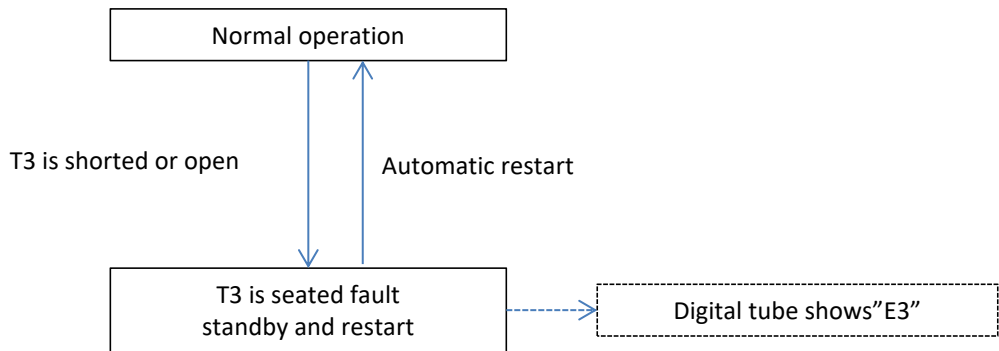 Normal operation
T3 is shorted or open
Automatic restart
T3 is seated fault
standby and restart
Digital tube shows”E3”